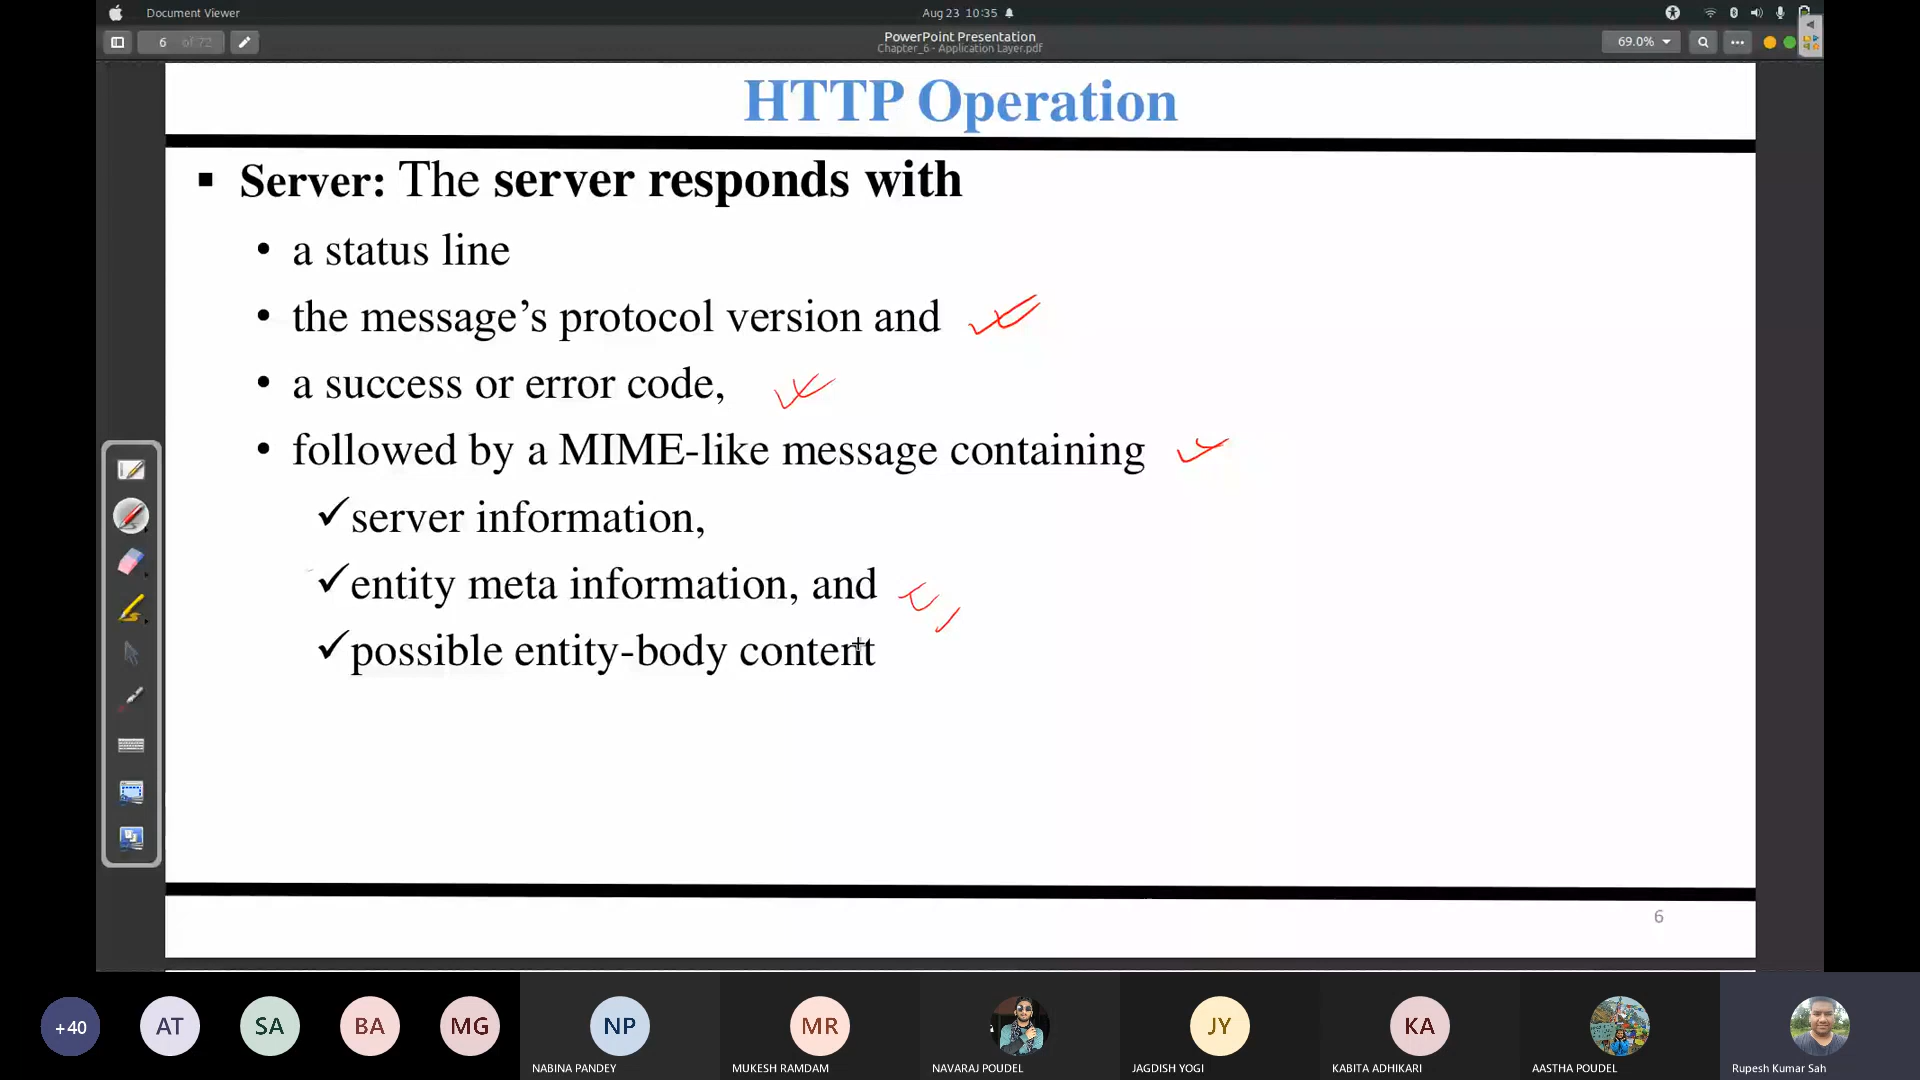 Document Viewer
Aug 23 10:35
6 of 72
PowerPoint Presentation
Chapter_6 - Application Layer.pdf
69.0%
HTTP Operation
▪ Server: The server responds with
• a status line
• the message’s protocol version and
• a success or error code,
• followed by a MIME-like message containing
✓server information,
✓entity meta information, and
✓possible entity-body content
6
+40
AT
SA
BA
MG
NP
MR
JY
KA
NABINA PANDEY
MUKESH RAMDAM
NAVARAJ POUDEL
JAGDISH YOGI
KABITA ADHIKARI
AASTHA POUDEL
Rupesh Kumar Sah